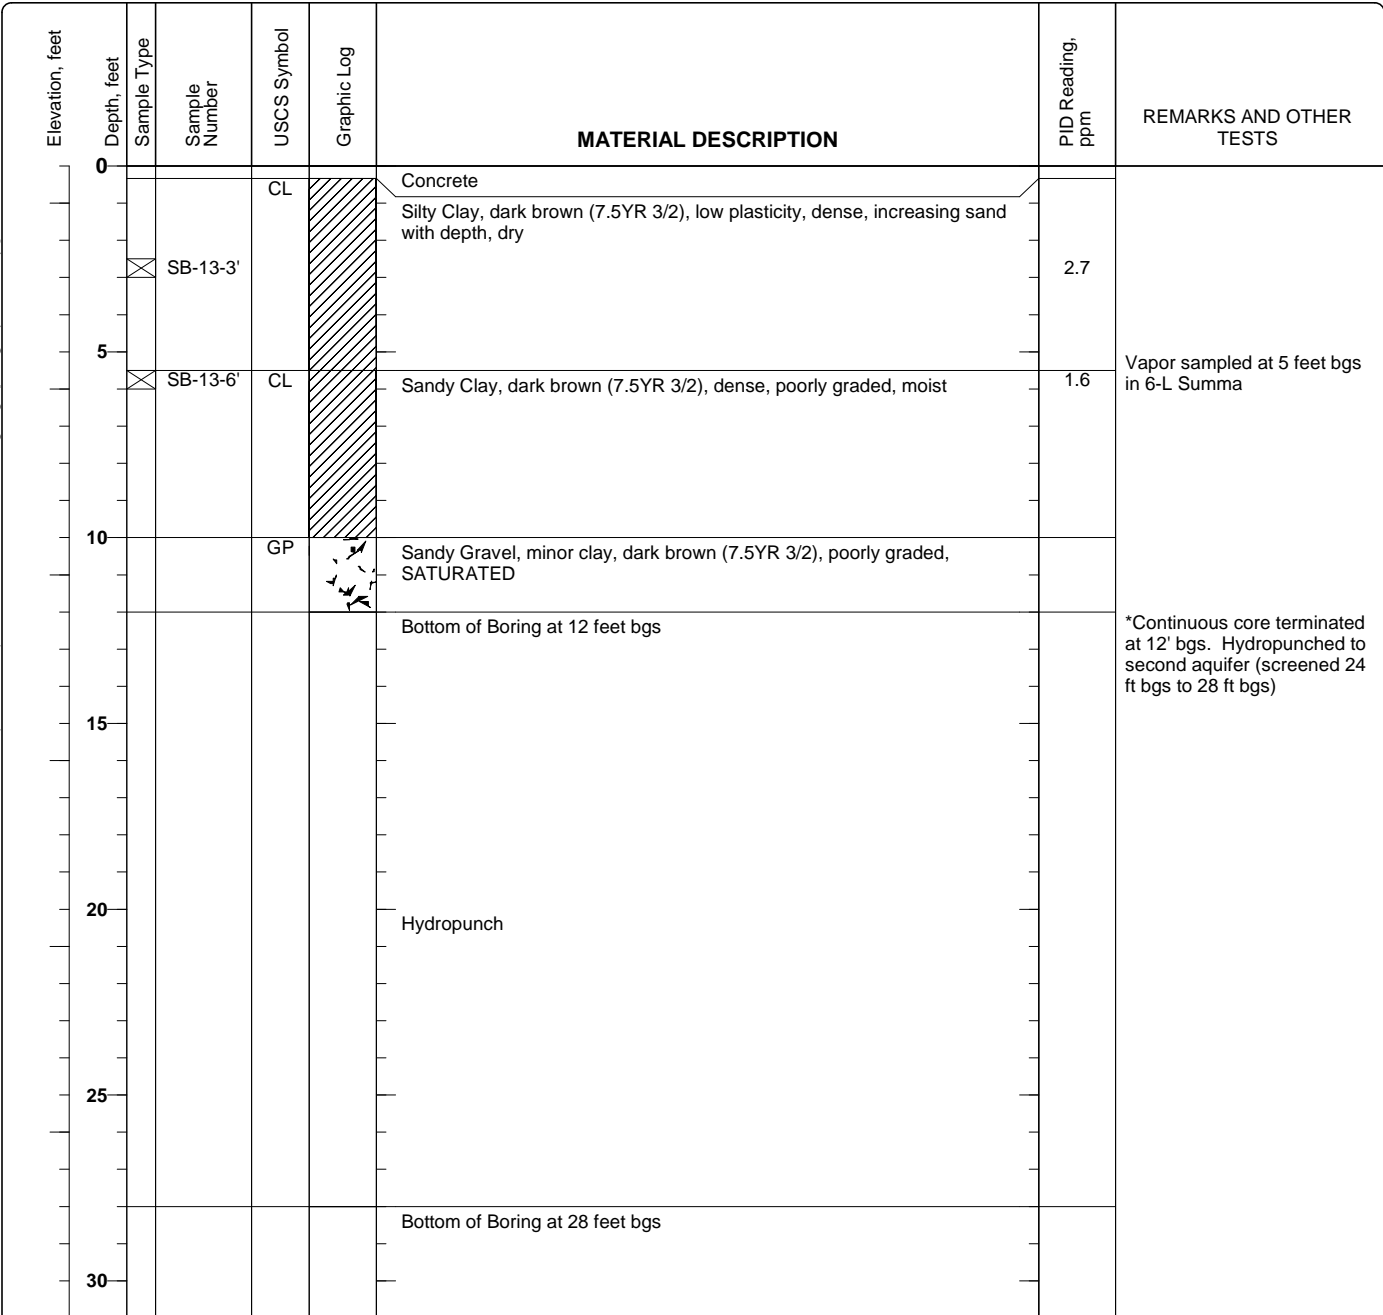 Elevation, feet
Depth, feet
Sample Type
Sample
Number
USCS Symbol
Graphic Log
MATERIAL DESCRIPTION
PID Reading,
ppm
REMARKS AND OTHER
TESTS
0
CL
Concrete
Silty Clay, dark brown (7.5YR 3/2), low plasticity, dense, increasing sand
with depth, dry
SB-13-3'
2.7
5
Vapor sampled at 5 feet bgs
in 6-L Summa
SB-13-6'
CL
Sandy Clay, dark brown (7.5YR 3/2), dense, poorly graded, moist
1.6
10
GP
Sandy Gravel, minor clay, dark brown (7.5YR 3/2), poorly graded,
SATURATED
Bottom of Boring at 12 feet bgs
*Continuous core terminated
at 12' bgs.  Hydropunched to
second aquifer (screened 24
ft bgs to 28 ft bgs)
15
20
Hydropunch
25
Bottom of Boring at 28 feet bgs
30